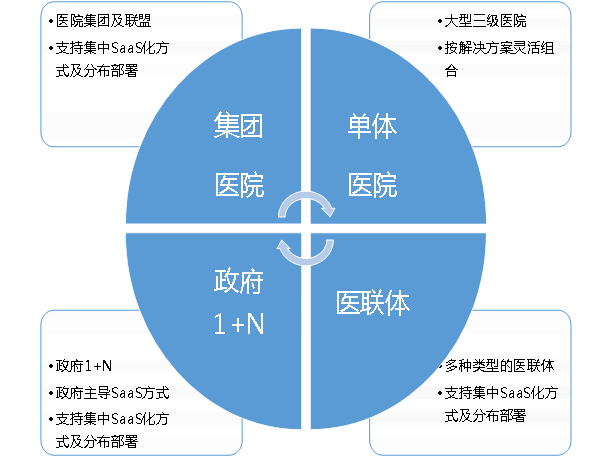 •医院集团及联盟
•支持集中SaaS化方
式及分布部署
•大型三级医院
•按解决方案灵活组
合
集团
医院
单体
医院
政府
1+N
医联体
•政府1+N
•政府主导SaaS方式
•支持集中SaaS化方
式及分布部署
•多种类型的医联体
•支持集中SaaS化方
式及分布部署